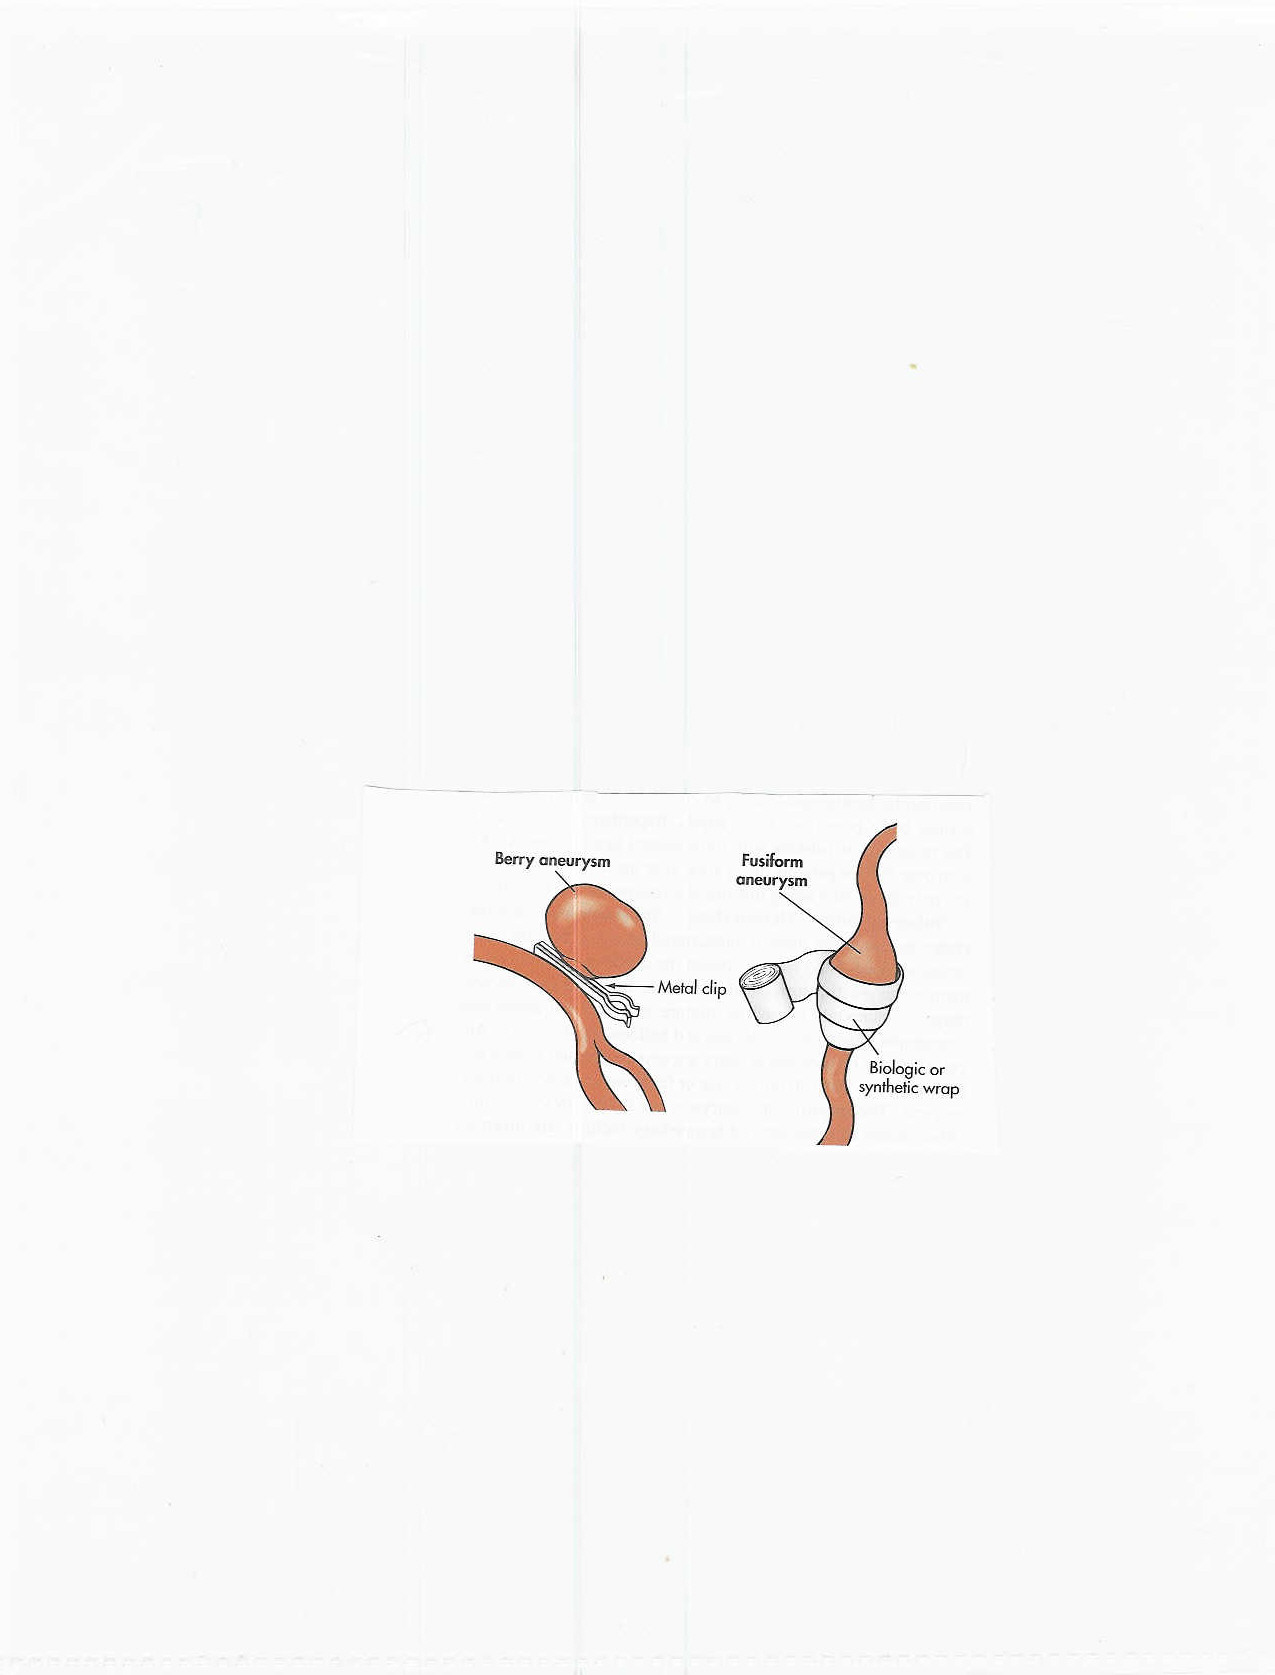 Berry aneurysm
Metal clip
Fusiform
aneurysm
Biologic or
synthetic wrap